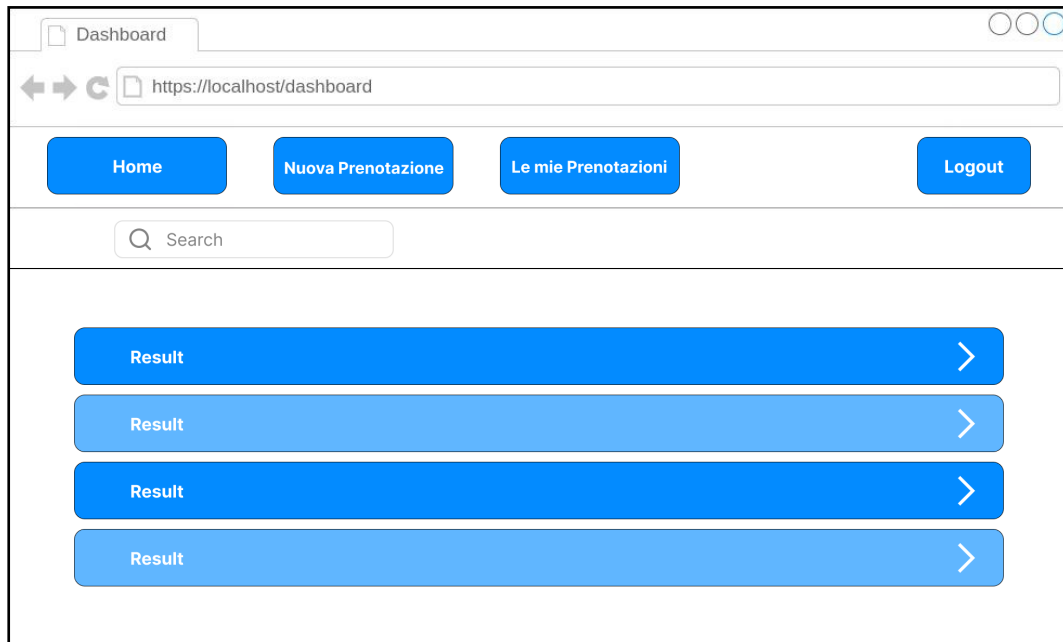 Dashboard
https://localhost/dashboard
Home
Nuova Prenotazione
Le mie Prenotazioni
Logout
Search
Result
Result
Result
Result